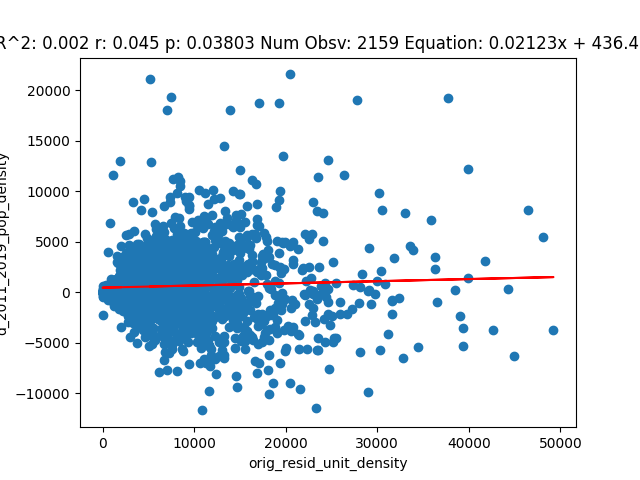 R^2: 0.002 r: 0.045 p: 0.03803 Num Obsv: 2159 Equation: 0.02123x + 436.4
20000
15000
10000
5000
0
−5000
−10000
d_2011_2019_pop_density
0 10000 20000 30000 40000 50000
orig_resid_unit_density